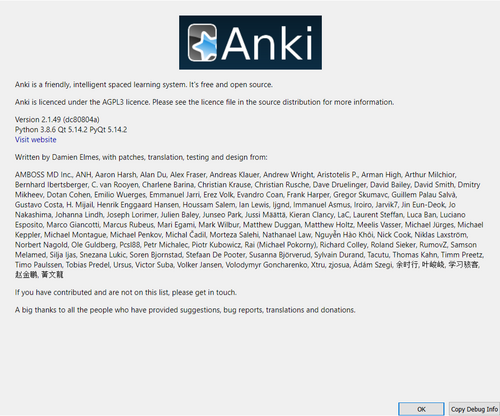 Anki
Anki is a friendly, intelligent spaced learning system. It's free and open source.
Anki is licenced under the AGPL3 licence. Please see the licence file in the source distribution for more information.
Version 2.1.49 (dc80804a)
Python 3.8.6 Qt 5.14.2 PyQt 5.14.2
Visit website
Written by Damien Elmes, with patches, translation, testing and design from:
AMBOSS MD Inc., ANH, Aaron Harsh, Alan Du, Alex Fraser, Andreas Klauer, Andrew Wright, Aristotelis P., Arman High, Arthur Milchior,
Bernhard Ibertsberger, C. van Rooyen, Charlene Barina, Christian Krause, Christian Rusche, Dave Druelinger, David Bailey, David Smith, Dmitry
Mikheev, Dotan Cohen, Emilio Wuerges, Emmanuel Jarri, Erez Volk, Evandro Coan, Frank Harper, Gregor Skumavc, Guillem Palau Salvà,
Gustavo Costa, H. Mijail, Henrik Enggaard Hansen, Houssam Salem, Ian Lewis, Ijgnd, Immanuel Asmus, Iroiro, Jarvik7, Jin Eun-Deok, Jo
Nakashima, Johanna Lindh, Joseph Lorimer, Julien Baley, Junseo Park, Jussi Määttä, Kieran Clancy, LaC, Laurent Steffan, Luca Ban, Luciano
Esposito, Marco Giancotti, Marcus Rubeus, Mari Egami, Mark Wilbur, Matthew Duggan, Matthew Holtz, Meelis Vasser, Michael Jürges, Michael
Keppler, Michael Montague, Michael Penkov, Michal Čadil, Morteza Salehi, Nathanael Law, Nguyễn Hào Khôi, Nick Cook, Niklas Laxström,
Norbert Nagold, Ole Guldberg, Pcsl88, Petr Michalec, Piotr Kubowicz, Rai (Michael Pokorny), Richard Colley, Roland Sieker, RumovZ, Samson
Melamed, Silja Ijas, Snezana Lukic, Soren Bjornstad, Stefaan De Pooter, Susanna Björverud, Sylvain Durand, Tacutu, Thomas Kahn, Timm Preetz,
Timo Paulssen, Tobias Predel, Ursus, Victor Suba, Volker Jansen, Volodymyr Goncharenko, Xtru, zjosua, Ádám Szegi, 余时行, 叶峻峣, 学习骇客,
赵金鹏, 黃文龍
If you have contributed and are not on this list, please get in touch.
A big thanks to all the people who have provided suggestions, bug reports, translations and donations.
OK
Copy Debug Info